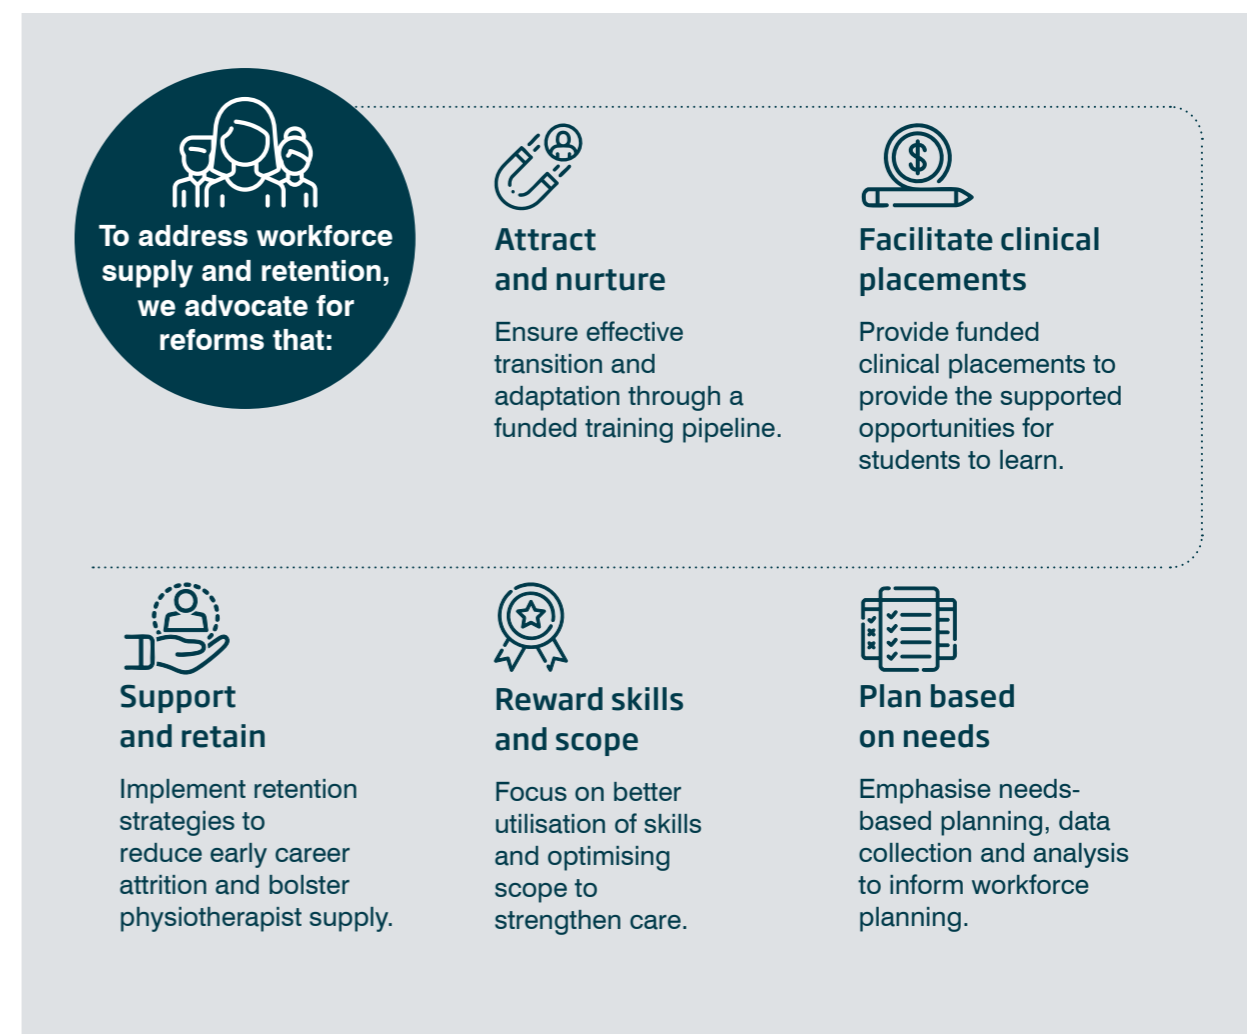 To address workforce
supply and retention,
we advocate for
reforms that:
Attract
and nurture
Ensure effective
transition and
adaptation through a
funded training pipeline.
$
Facilitate clinical
placements
Provide funded
clinical placements to
provide the supported
opportunities for
students to learn.
Support
and retain
Implement retention
strategies to
reduce early career
attrition and bolster
physiotherapist supply.
Reward skills
and scope
Focus on better
utilisation of skills
and optimising
scope to
strengthen care.
Plan based
on needs
Emphasise needs-
based planning, data
collection and analysis
to inform workforce
planning.